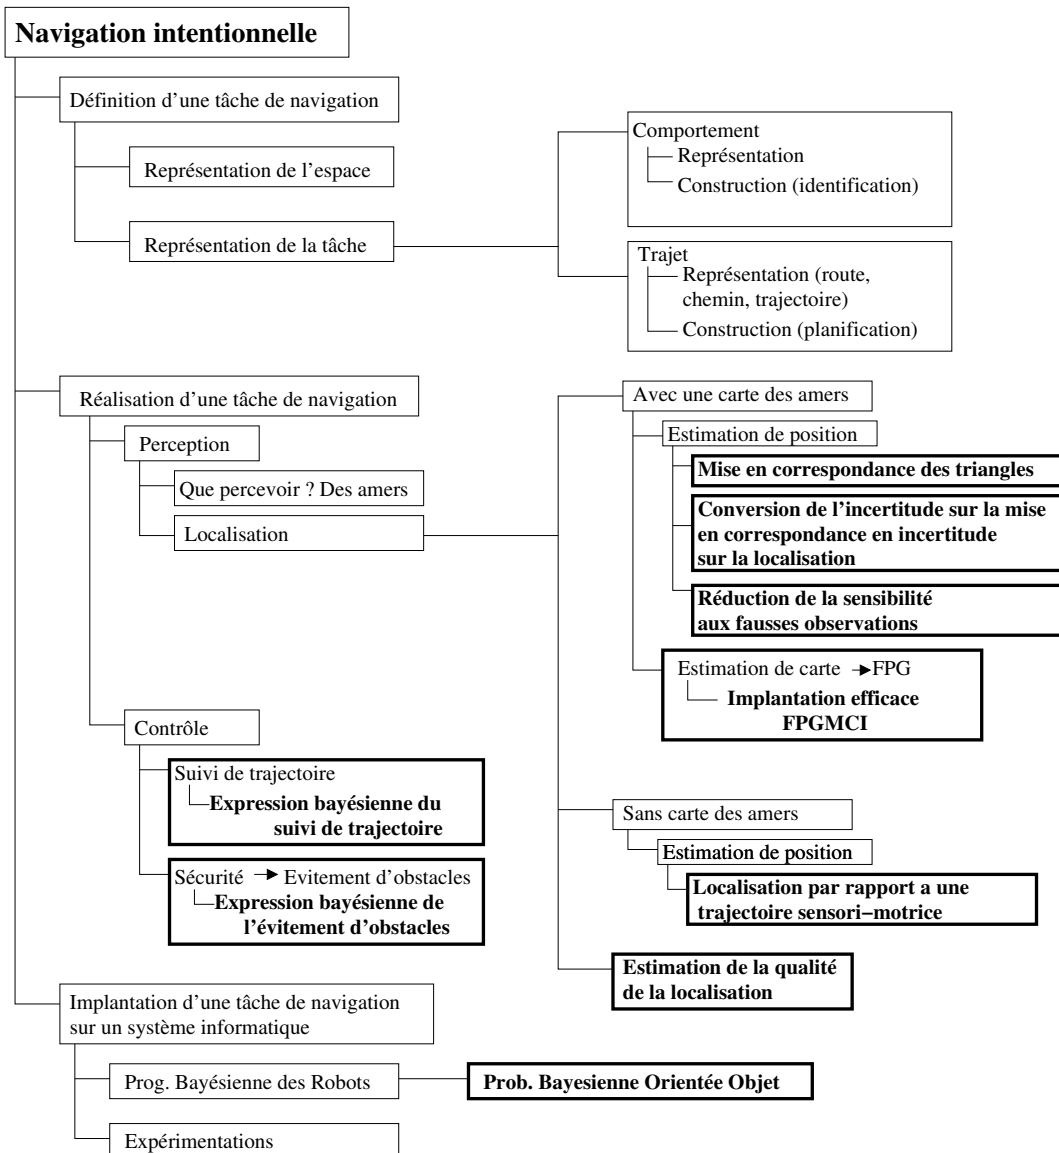 Navigation intentionnelle
Définition d'une tâche de navigation
Représentation de l'espace
Représentation de la tâche
Comportement
Représentation
Construction (identification)
Trajet
Représentation (route,
chemin, trajectoire)
Construction (planification)
Réalisation d'une tâche de navigation
Perception
Que percevoir ? Des amers
Localisation
Avec une carte des amers
Estimation de position
Mise en correspondance des triangles
Conversion de l'incertitude sur la mise
en correspondance en incertitude
sur la localisation
Réduction de la sensibilité
aux fausses observations
Estimation de carte FPG
Implantation efficace
FPGMCI
Sans carte des amers
Estimation de position
Localisation par rapport a une
trajectoire sensori−motrice
Estimation de la qualité
de la localisation
Contrôle
Suivi de trajectoire
Expression bayésienne du
suivi de trajectoire
Sécurité Evitement d'obstacles
Expression bayésienne de
l'évitement d'obstacles
Implantation d'une tâche de navigation
sur un système informatique
Prog. Bayésienne des Robots
Prob. Bayesienne Orientée Objet
Expérimentations